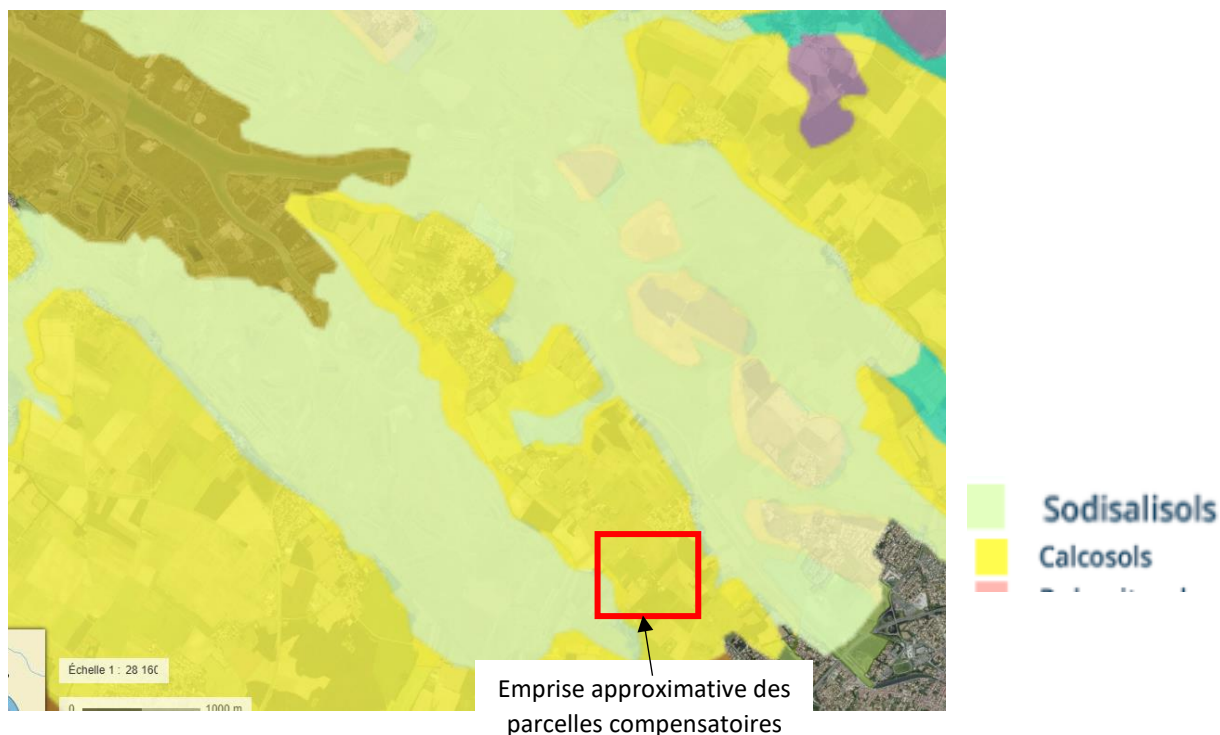 Sodisalisols
Calcosols
Échelle 1 : 28 160
0 1000 m
Emprise approximative des
parcelles compensatoires